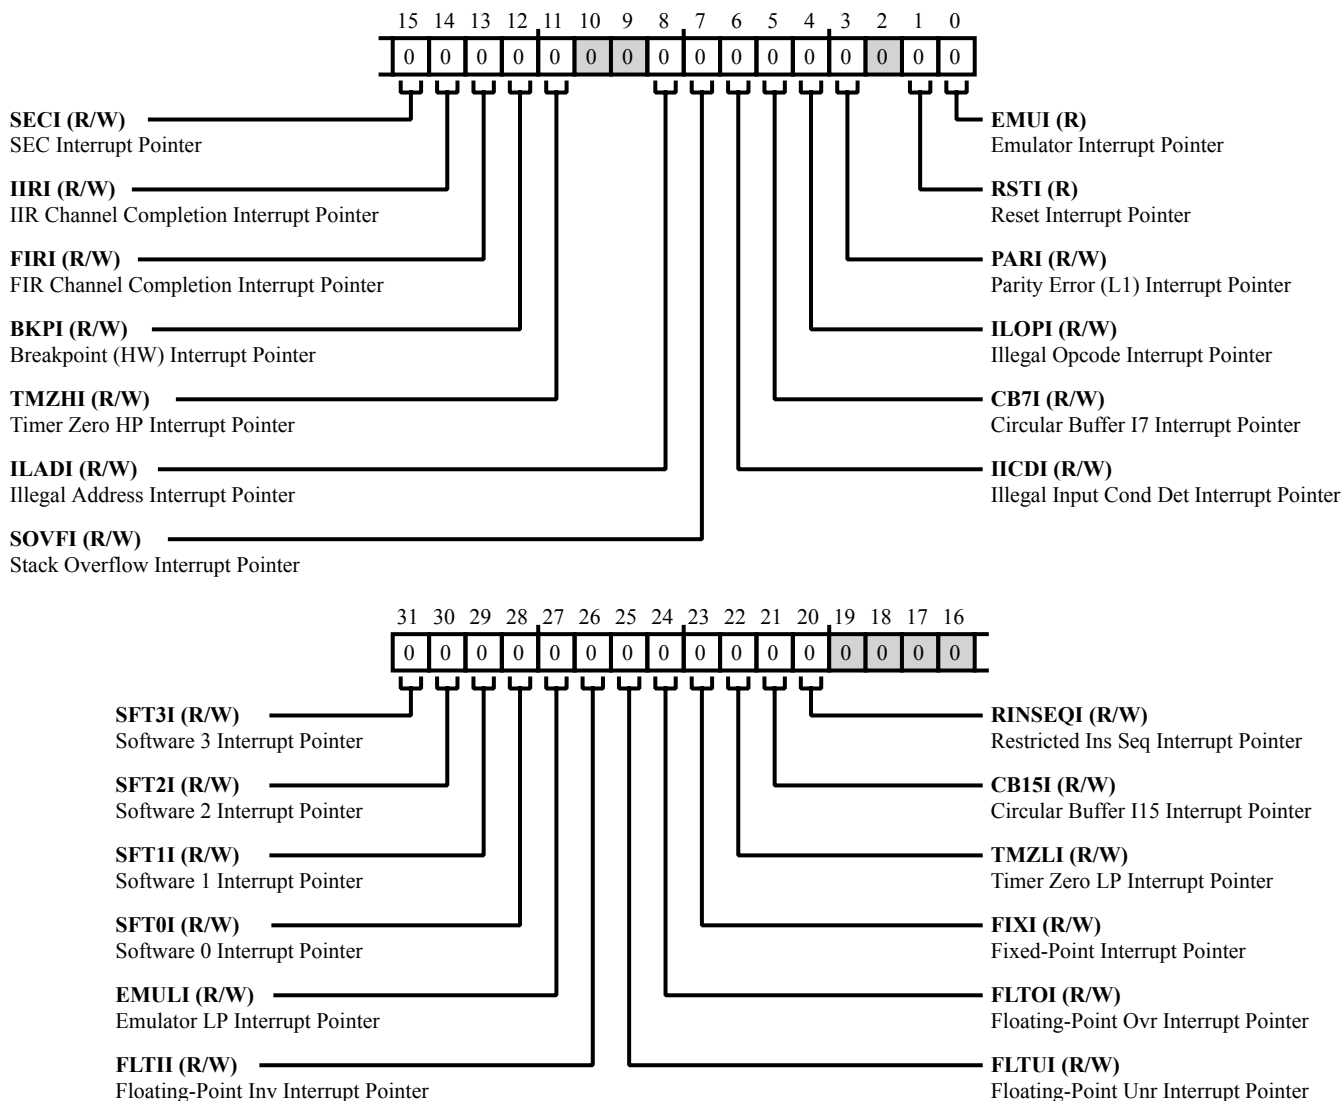 15 14 13 12 11 10 9 8 7 6 5 4 3 2 1 0
0 0 0 0 0 0 0 0 0 0 0 0 0 0 0 0
SECI (R/W)
SEC Interrupt Pointer
IIRI (R/W)
IIR Channel Completion Interrupt Pointer
FIRI (R/W)
FIR Channel Completion Interrupt Pointer
BKPI (R/W)
Breakpoint (HW) Interrupt Pointer
TMZHI (R/W)
Timer Zero HP Interrupt Pointer
ILADI (R/W)
Illegal Address Interrupt Pointer
SOVFI (R/W)
Stack Overflow Interrupt Pointer
EMUI (R)
Emulator Interrupt Pointer
RSTI (R)
Reset Interrupt Pointer
PARI (R/W)
Parity Error (L1) Interrupt Pointer
ILOPI (R/W)
Illegal Opcode Interrupt Pointer
CB7I (R/W)
Circular Buffer I7 Interrupt Pointer
IICDI (R/W)
Illegal Input Cond Det Interrupt Pointer
31 30 29 28 27 26 25 24 23 22 21 20 19 18 17 16
0 0 0 0 0 0 0 0 0 0 0 0 0 0 0 0
SFT3I (R/W)
Software 3 Interrupt Pointer
SFT2I (R/W)
Software 2 Interrupt Pointer
SFT1I (R/W)
Software 1 Interrupt Pointer
SFT0I (R/W)
Software 0 Interrupt Pointer
EMULI (R/W)
Emulator LP Interrupt Pointer
FLTII (R/W)
Floating-Point Inv Interrupt Pointer
RINSEQI (R/W)
Restricted Ins Seq Interrupt Pointer
CB15I (R/W)
Circular Buffer I15 Interrupt Pointer
TMZLI (R/W)
Timer Zero LP Interrupt Pointer
FIXI (R/W)
Fixed-Point Interrupt Pointer
FLTOI (R/W)
Floating-Point Ovr Interrupt Pointer
FLTUI (R/W)
Floating-Point Unr Interrupt Pointer